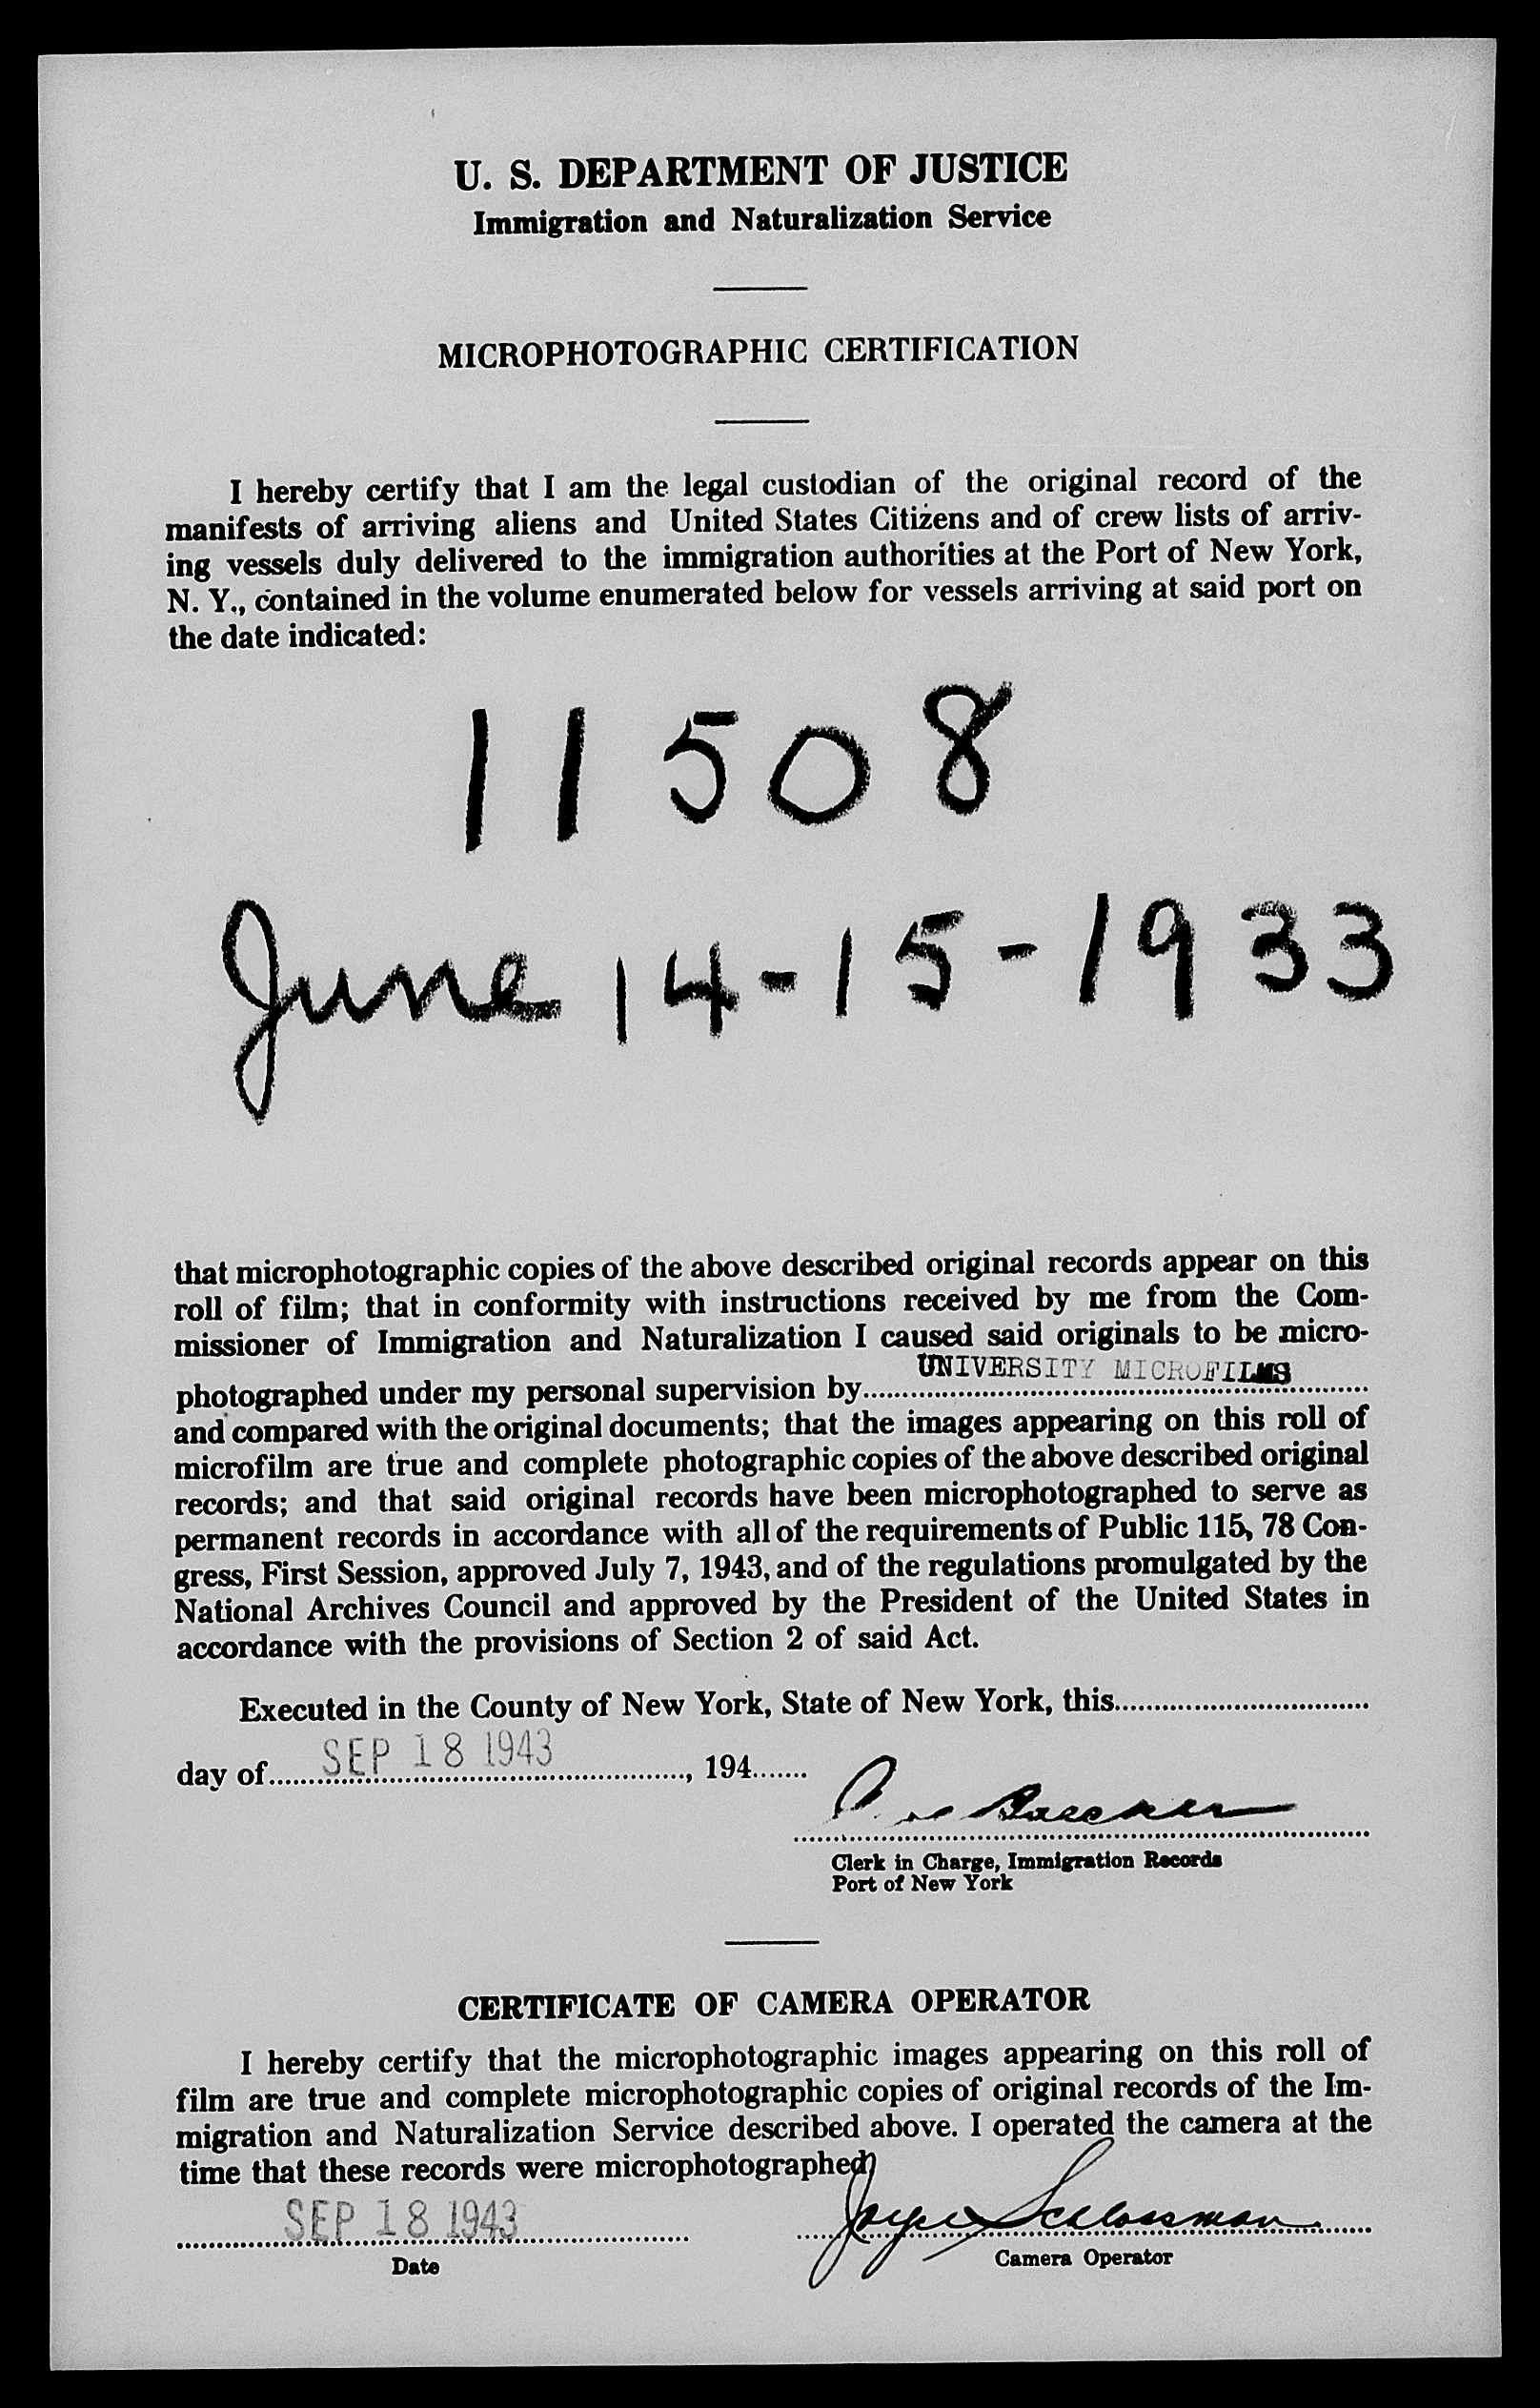 U. S. DEPARTMENT OF JUSTICE
Immigration and Naturalization Service
MICROPHOTOGRAPHIC CERTIFICATION
I hereby certify that I am the legal custodian of the original record of the
manifests of arriving aliens and United States Citizens and of crew lists of arriv-
ing vessels duly delivered to the immigration authorities at the Port of New York,
N. Y., contained in the volume enumerated below for vessels arriving at said port on
the date indicated:
11508
June 14-15-1933
that microphotographic copies of the above described original records appear on this
roll of film; that in conformity with instructions received by me from the Com-
missioner of Immigration and Naturalization I caused said originals to be micro-
UNIVERSITY MICROFILMS
photographed under my personal supervision by
and compared with the original documents; that the images appearing on this roll of
microfilm are true and complete photographic copies of the above described original
records; and that said original records have been microphotographed to serve as
permanent records in accordance with all of the requirements of Public 115, 78 Con-
gress, First Session, approved July 7, 1943, and of the regulations promulgated by the
National Archives Council and approved by the President of the United States in
accordance with the provisions of Section 2 of said Act.
Executed in the County of New York, State of New York, this
day of SEP 18 1943, 194
Clerk in Charge, Immigration Records
Port of New York
CERTIFICATE OF CAMERA OPERATOR
I hereby certify that the microphotographic images appearing on this roll of
film are true and complete microphotographic copies of original records of the Im-
migration and Naturalization Service described above. I operated the camera at the
time that these records were microphotographed
SEP 18 1943 Joyce Schlossman
Date Camera Operator